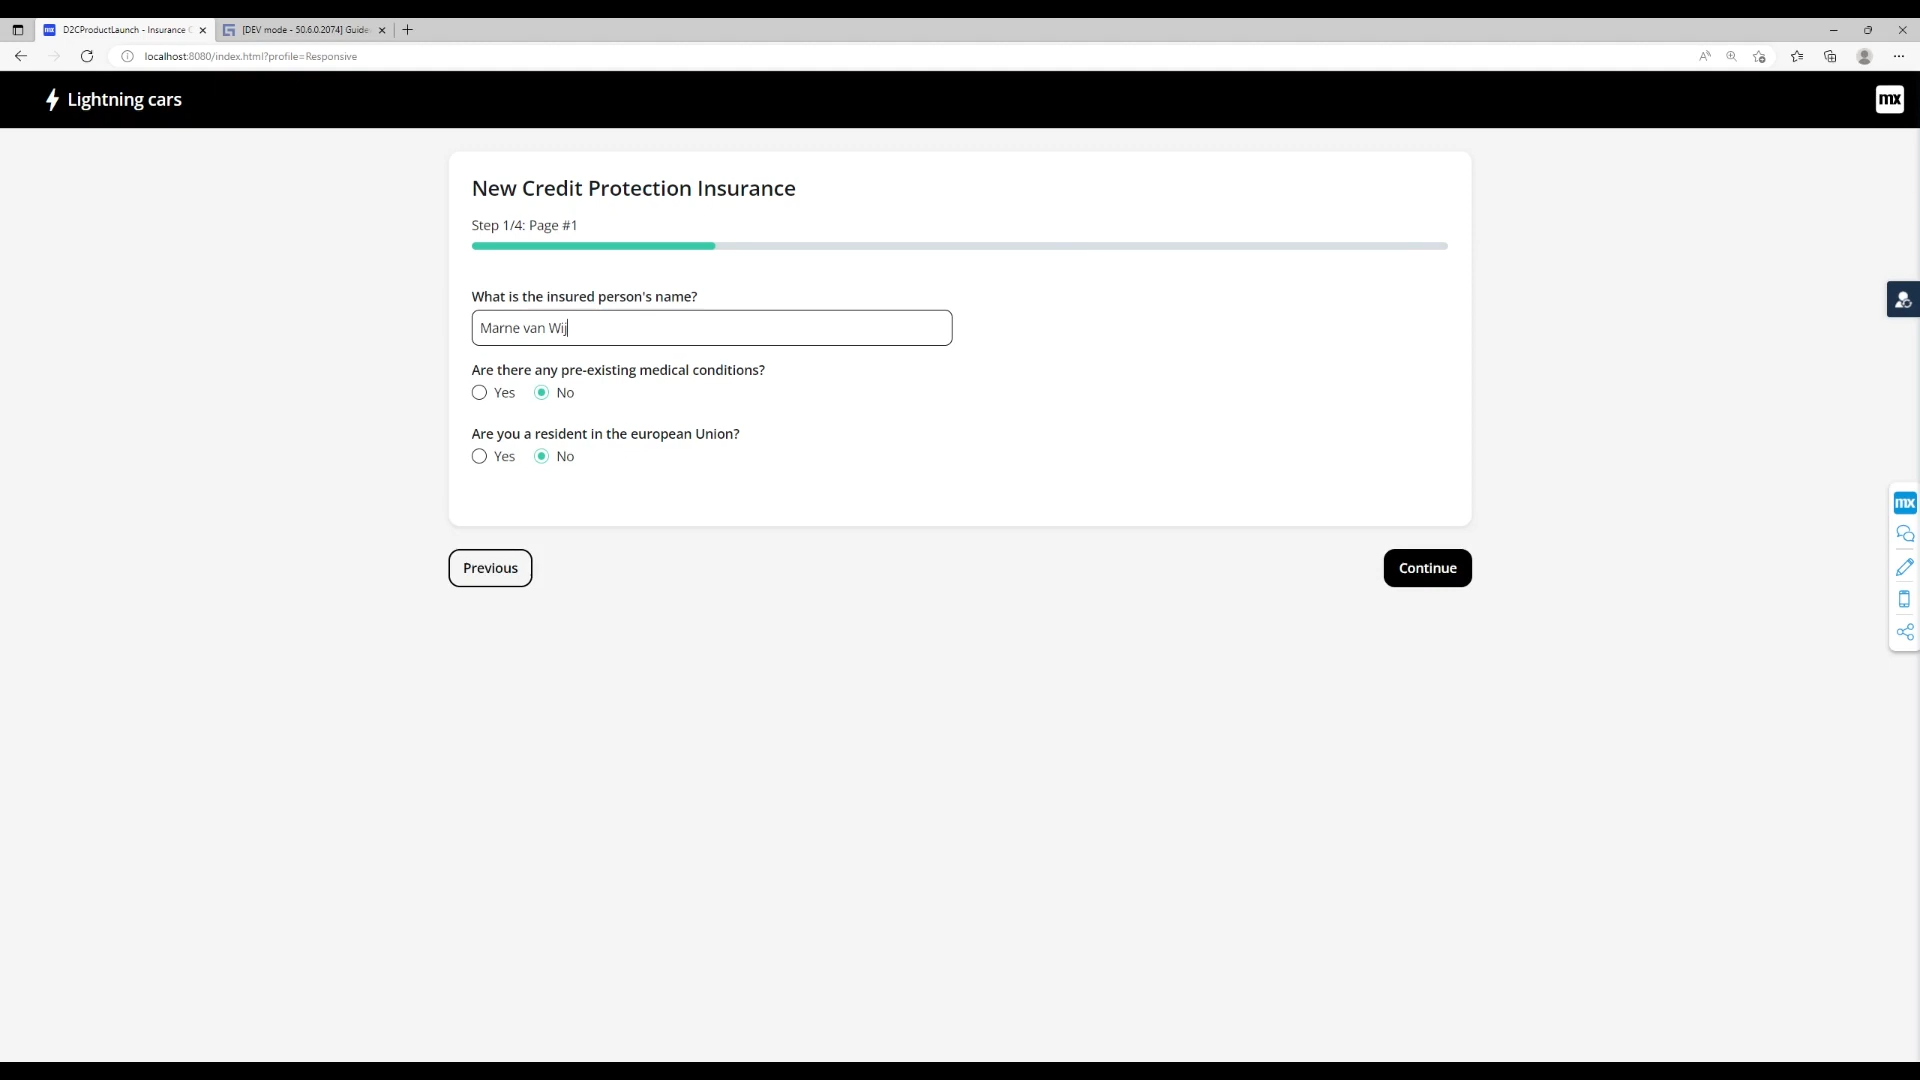 D2CProductLaunch - Insurance
[DEV mode - 50.6.0.2074] Guide
localhost:8080/index.html?profile=Responsive
Lightning cars
mx
New Credit Protection Insurance
Step 1/4: Page #1
What is the insured person's name?
Marne van Wij
Are there any pre-existing medical conditions?
Yes No
Are you a resident in the european Union?
Yes No
mx
Previous Continue